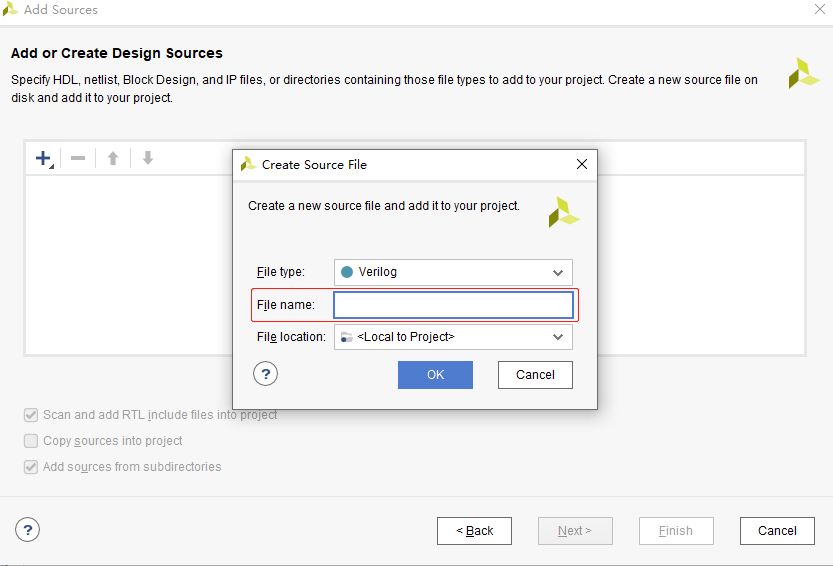 Add Sources
Add or Create Design Sources
Specify HDL, netlist, Block Design, and IP files, or directories containing those file types to add to your project. Create a new source file on
disk and add it to your project.
Create Source File
Create a new source file and add it to your project.
File type:
Verilog
File name:
File location:
<Local to Project>
?
OK
Cancel
Scan and add RTL include files into project
Copy sources into project
Add sources from subdirectories
?
< Back
Next >
Finish
Cancel